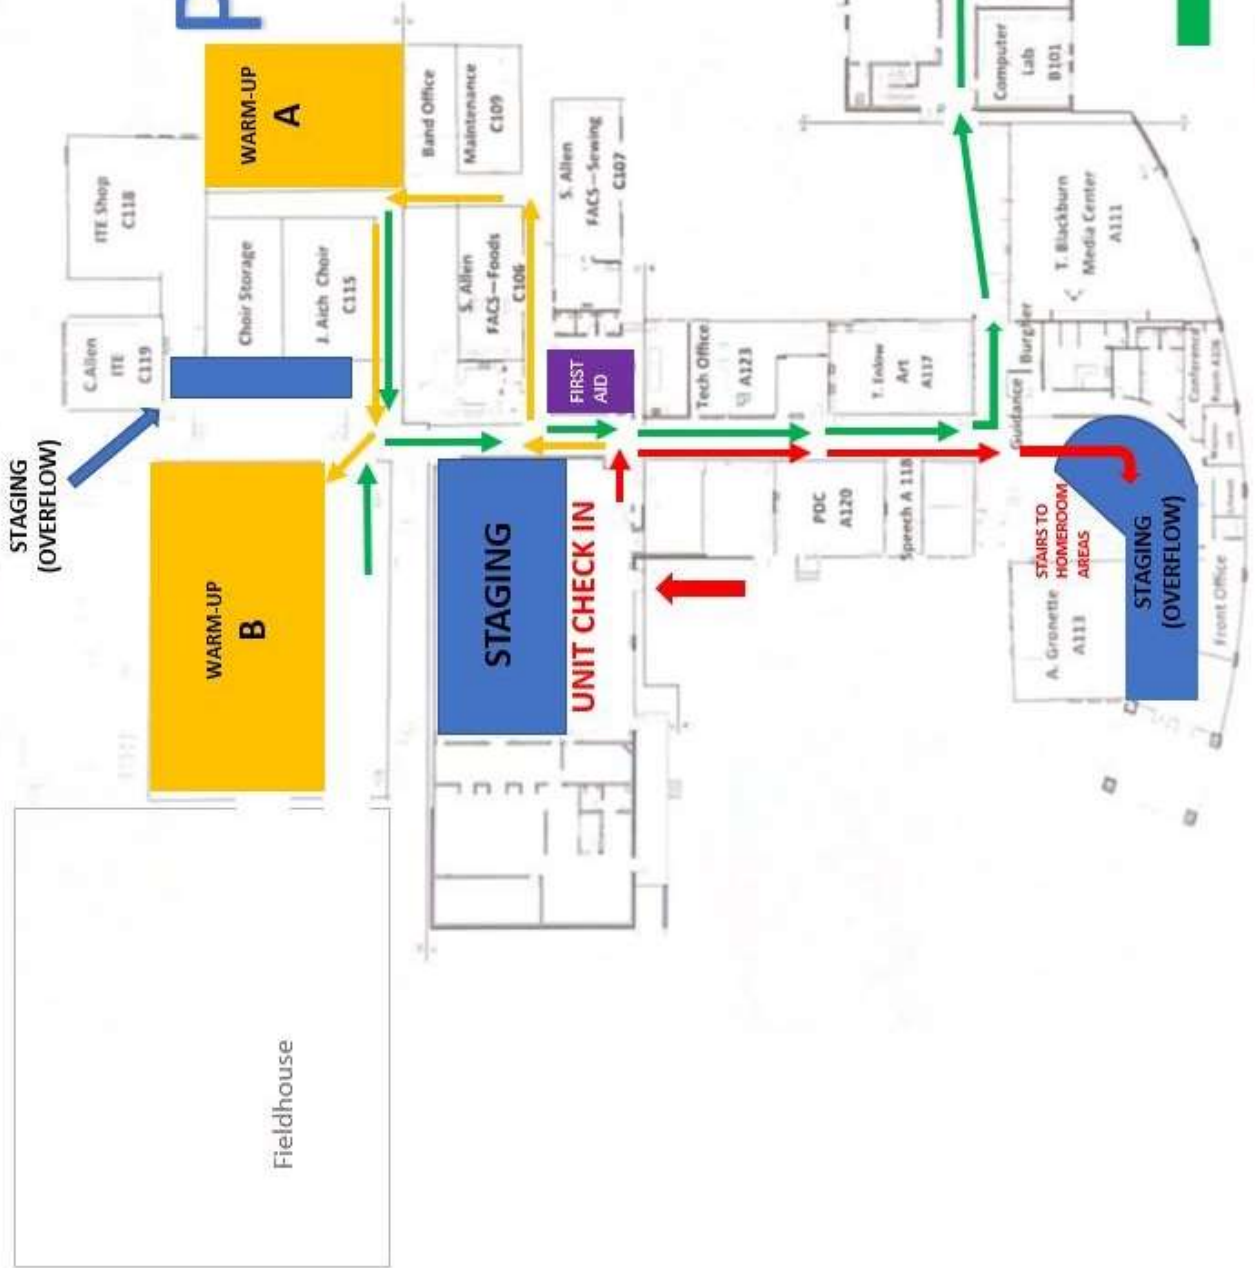 STAGING
(OVERFLOW)
P
WARM-UP
A
ITE Shop
C118
Band Office
Maintenance
C109
Computer
Lab
B101
C.Allen
ITE
C119
Choir Storage
J. Aich Choir
C115
S. Allen
FACS—Foods
C106
S. Allen
FACS—Sewing
C107
FIRST
AID
Tech Office
A123
T. Enlow
Art
A117
Guidance
Burgher
T. Blackburn
Media Center
A111
Conference
WARM-UP
B
STAGING
UNIT CHECK IN
PDC
A120
Speech A 118
STAIRS TO
HOMEROOM
AREAS
A. Gronette
A113
STAGING
(OVERFLOW)
Front Office
Fieldhouse